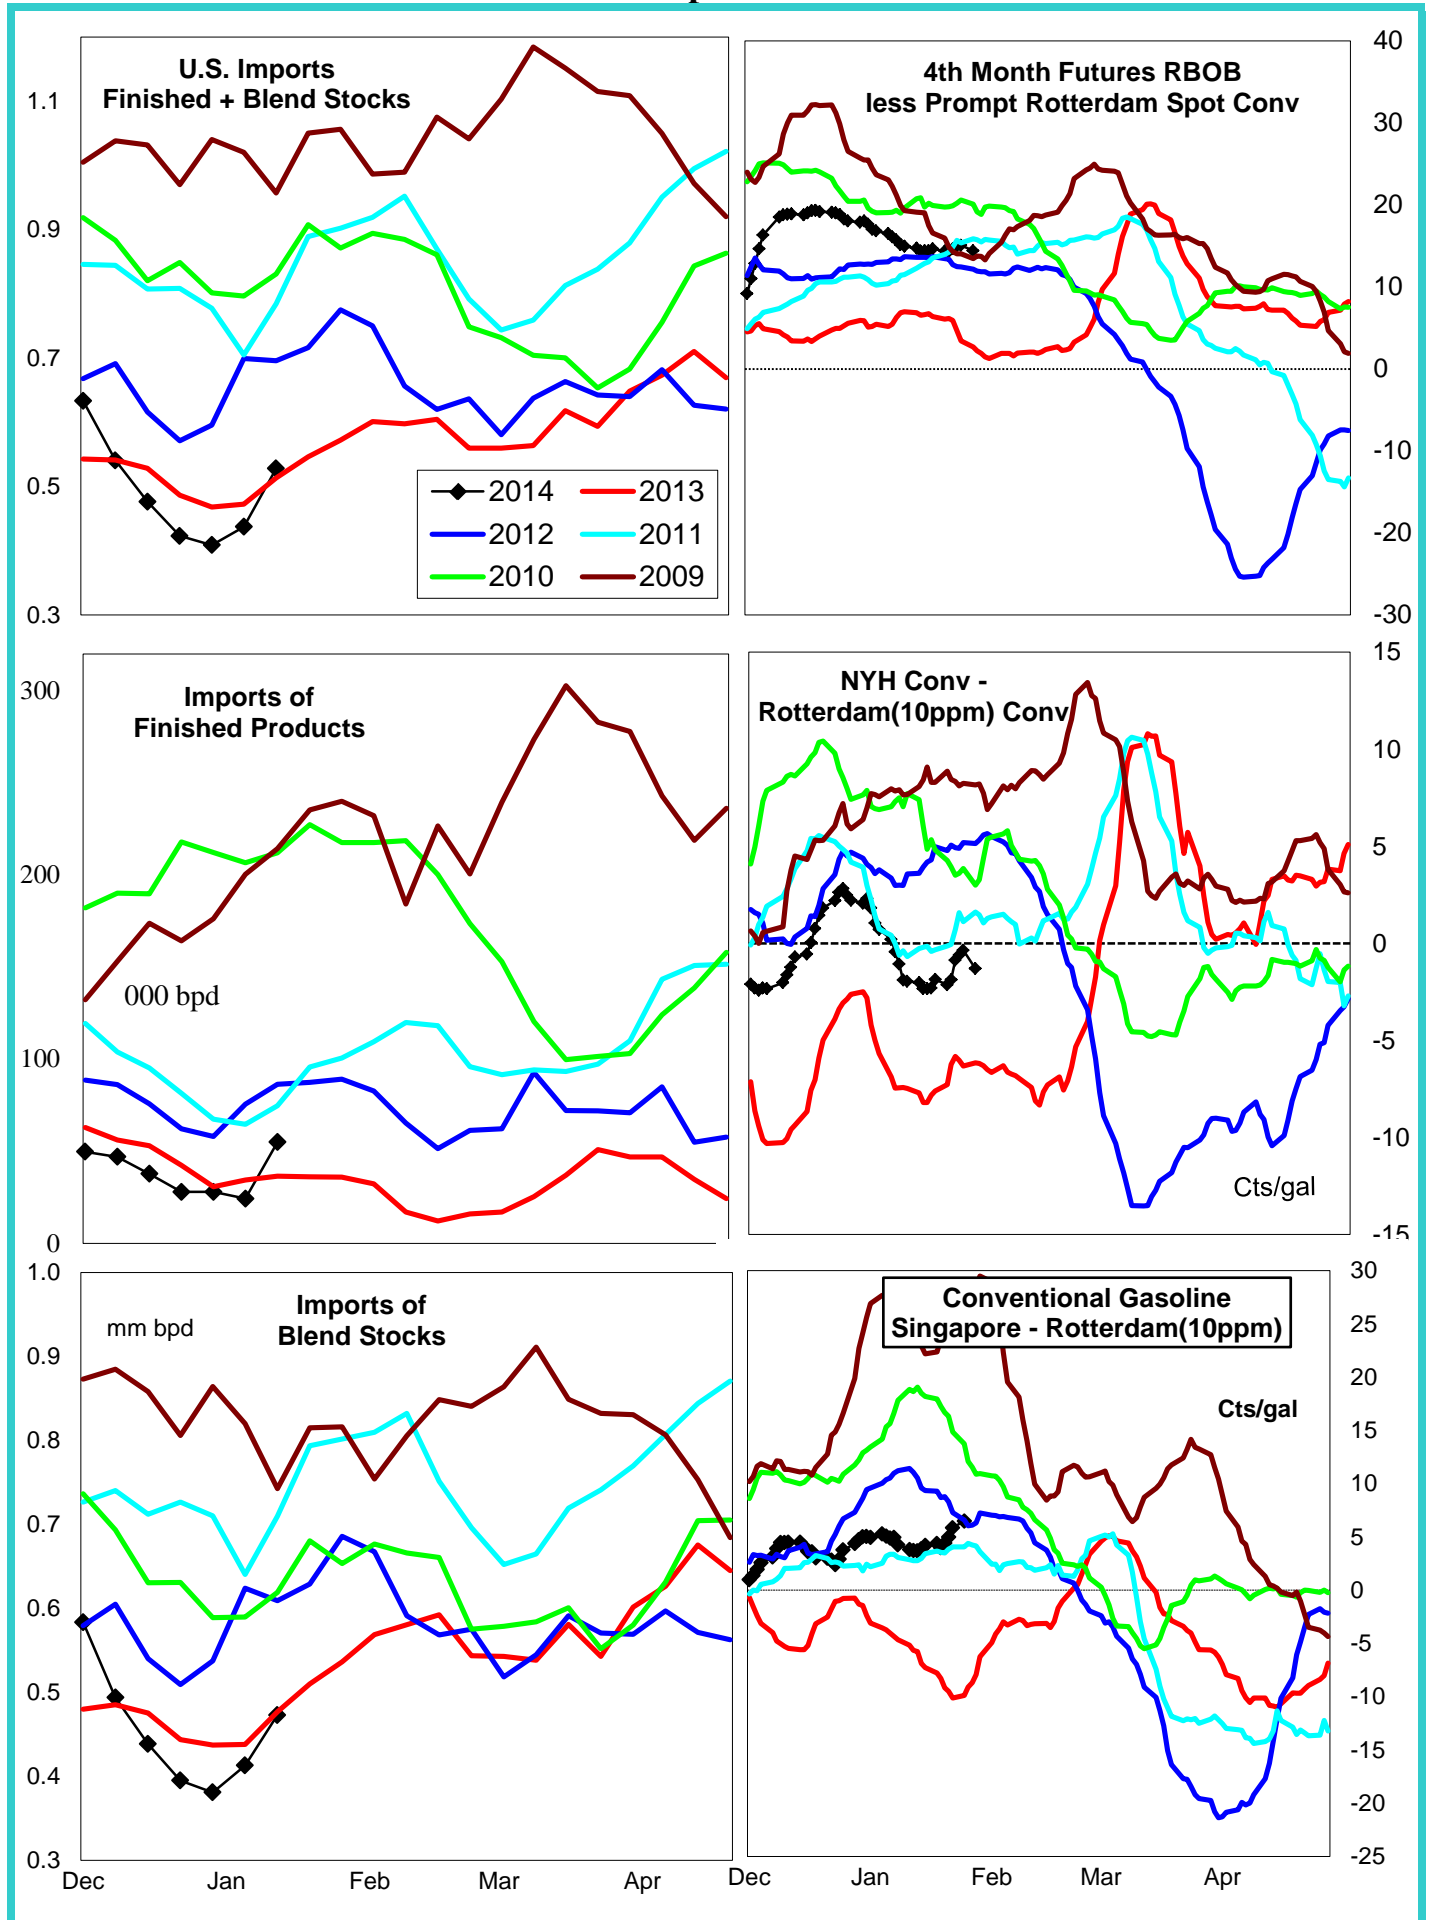 U.S. Imports
Finished + Blend Stocks
1.1
0.9
0.7
0.5
0.3
2014
2013
2012
2011
2010
2009
4th Month Futures RBOB
less Prompt Rotterdam Spot Conv
40
30
20
10
0
-10
-20
-30
Imports of
Finished Products
000 bpd
300
200
100
0
NYH Conv -
Rotterdam(10ppm) Conv
Cts/gal
15
10
5
0
-5
-10
-15
Imports of
Blend Stocks
mm bpd
1.0
0.9
0.8
0.7
0.6
0.5
0.4
0.3
Dec
Jan
Feb
Mar
Apr
Conventional Gasoline
Singapore - Rotterdam(10ppm)
Cts/gal
30
25
20
15
10
5
0
-5
-10
-15
-20
-25
Dec
Jan
Feb
Mar
Apr